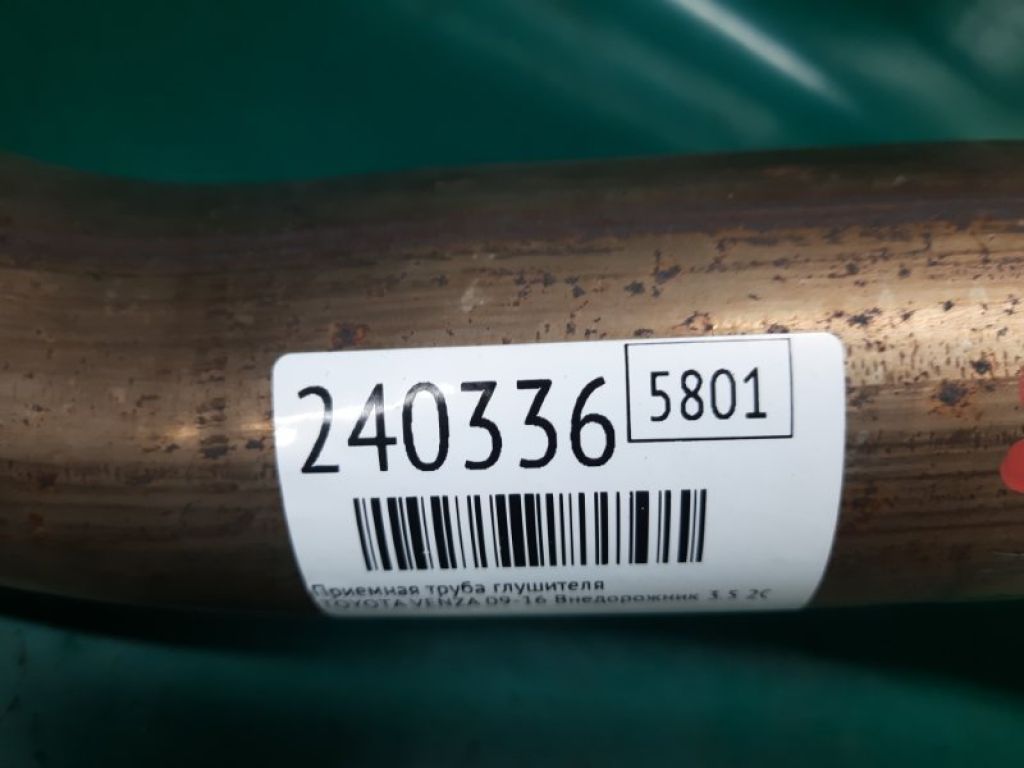 240336
5801
Приемная труба глушителя
TOYOTA VENZA 09-16 Внедорожник 3.5